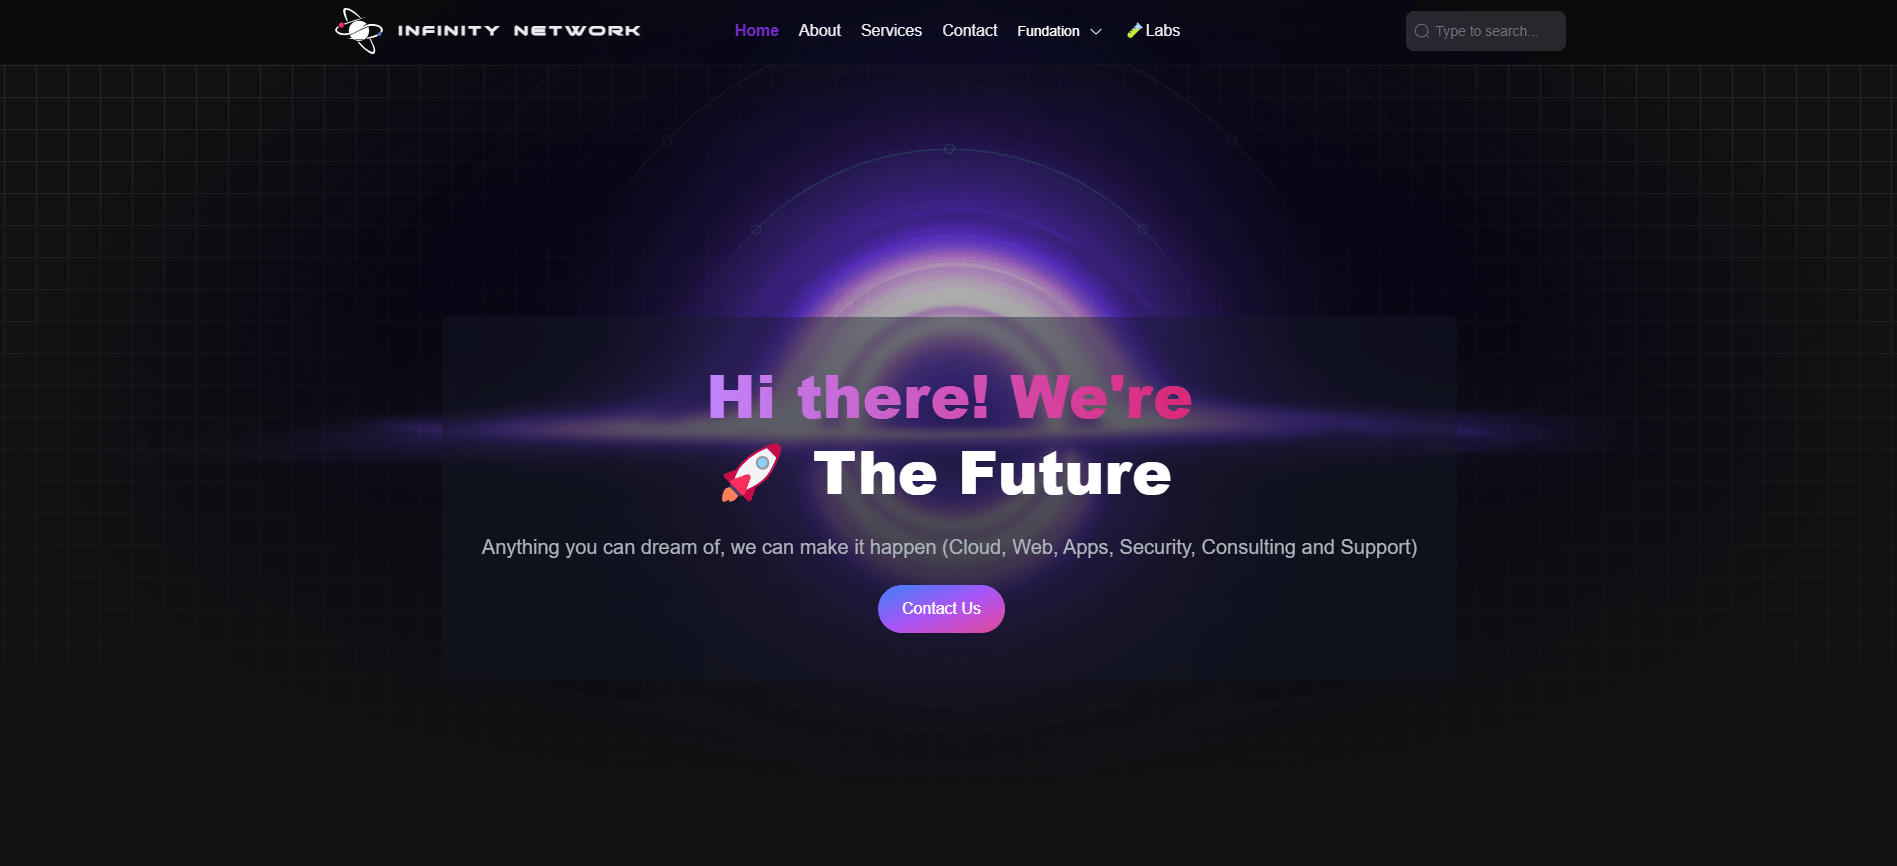 INFINITY NETWORK
Home About Services Contact Fundation Labs
Type to search...
Hi there! We're
The Future
Anything you can dream of, we can make it happen (Cloud, Web, Apps, Security, Consulting and Support)
Contact Us